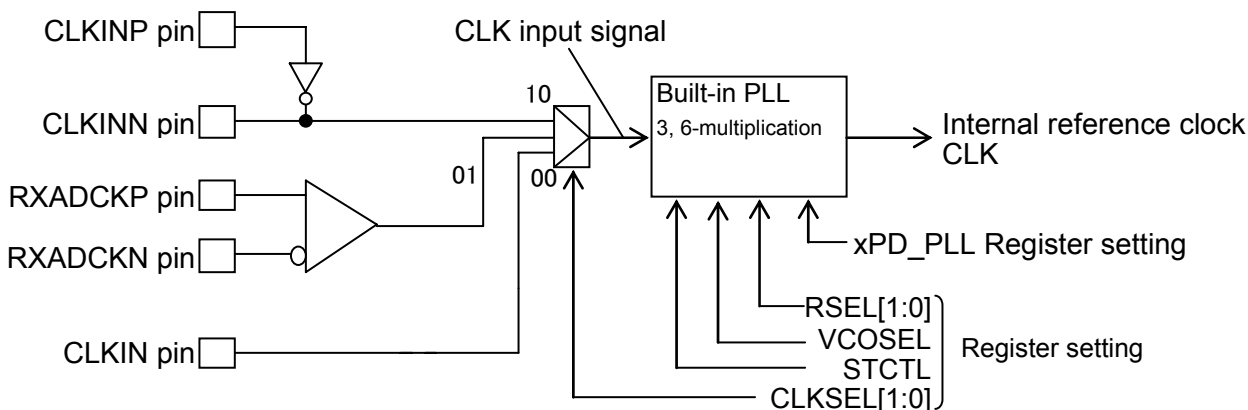 CLKINP pin
CLK input signal
10
Built-in PLL
3, 6-multiplication
CLKINN pin
Internal reference clock
CLK
01
00
RXADCKP pin
RXADCKN pin
xPD_PLL Register setting
RSEL[1:0]
VCOSEL
Register setting
CLKIN pin
STCTL
CLKSEL[1:0]